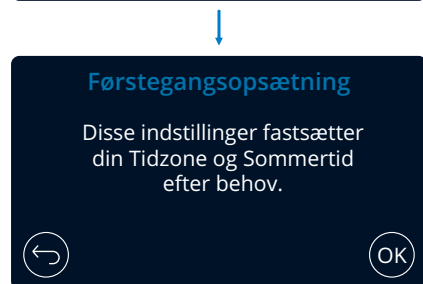 Førstegangsopsætning
Disse indstillinger fastsætter
din Tidzone og Sommertid
efter behov.
OK